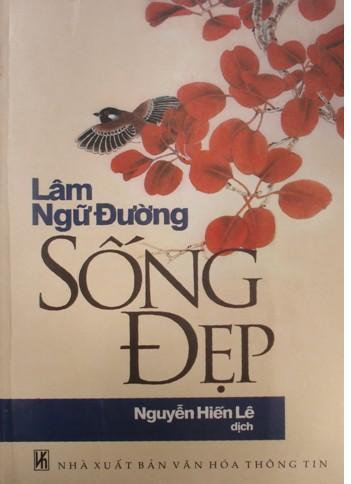 Lâm
Ngữ Đường
SỐNG
ĐẸP
Nguyễn Hiến Lê
dịch
NHÀ XUẤT BẢN VĂN HÓA THÔNG TIN